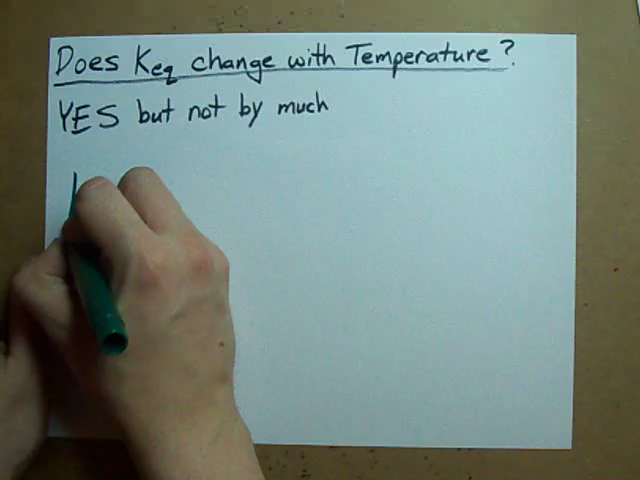 Does Keq change with Temperature?
YES but not by much